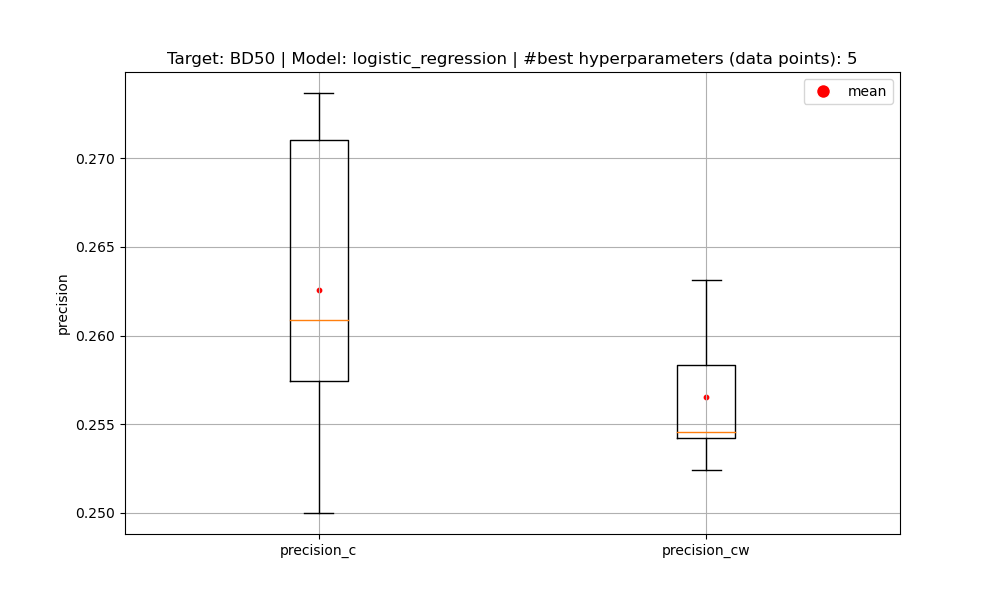 Target: BD50 | Model: logistic_regression | #best hyperparameters (data points): 5
mean
0.270
0.265
0.260
0.255
0.250
precision
precision_c
precision_cw